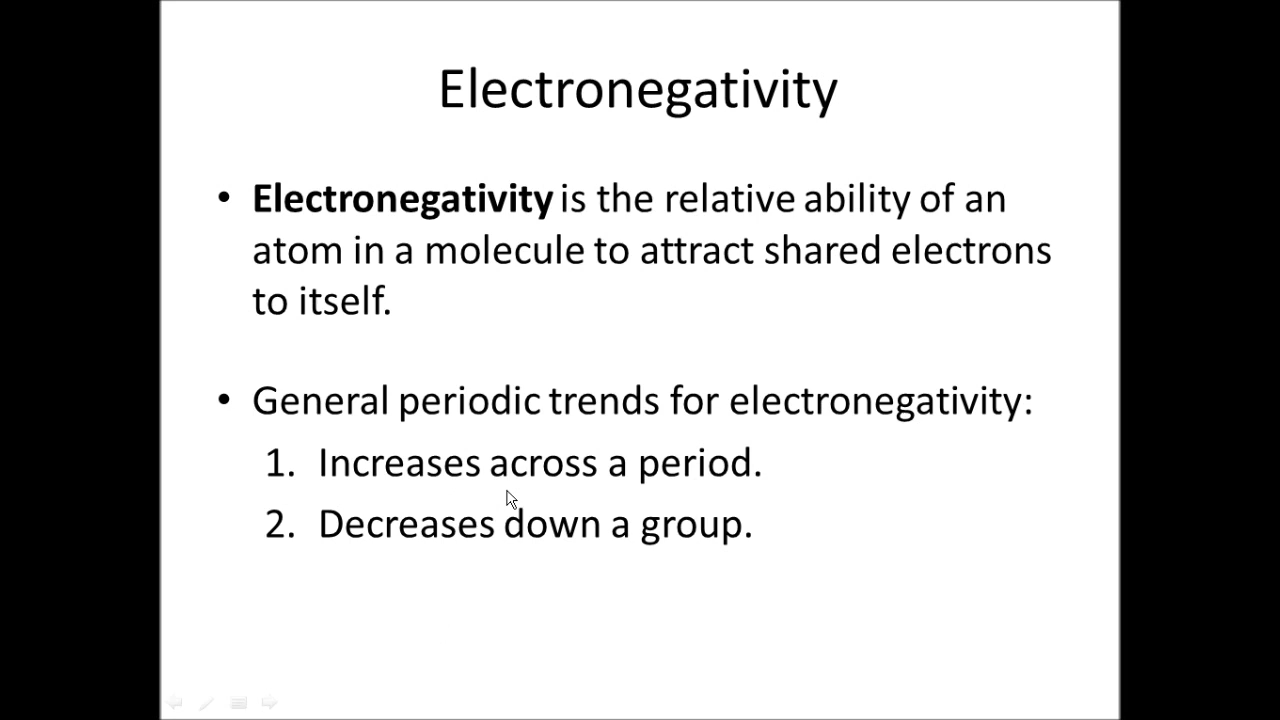 Electronegativity
• Electronegativity is the relative ability of an
atom in a molecule to attract shared electrons
to itself.
• General periodic trends for electronegativity:
1. Increases across a period.
2. Decreases down a group.